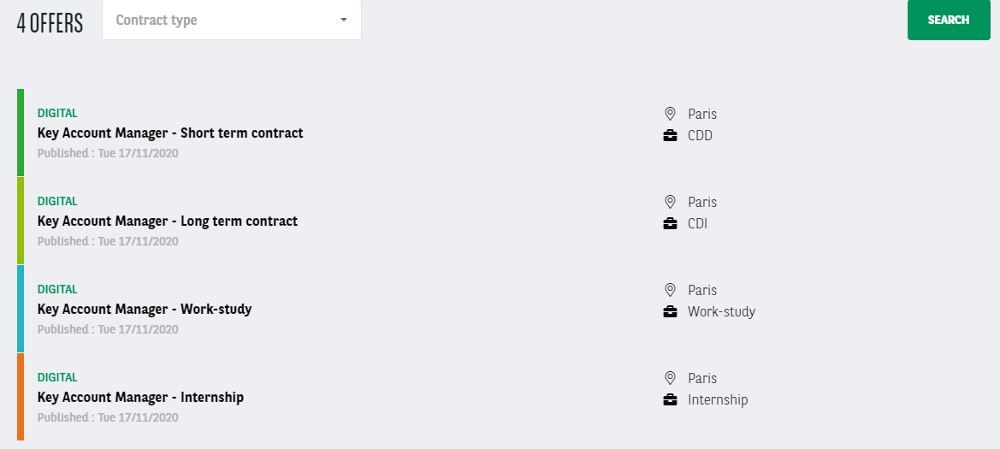 4 OFFERS
Contract type
SEARCH
DIGITAL
Key Account Manager - Short term contract
Published : Tue 17/11/2020
Paris
CDD
DIGITAL
Key Account Manager - Long term contract
Published : Tue 17/11/2020
Paris
CDI
DIGITAL
Key Account Manager - Work-study
Published : Tue 17/11/2020
Paris
Work-study
DIGITAL
Key Account Manager - Internship
Published : Tue 17/11/2020
Paris
Internship